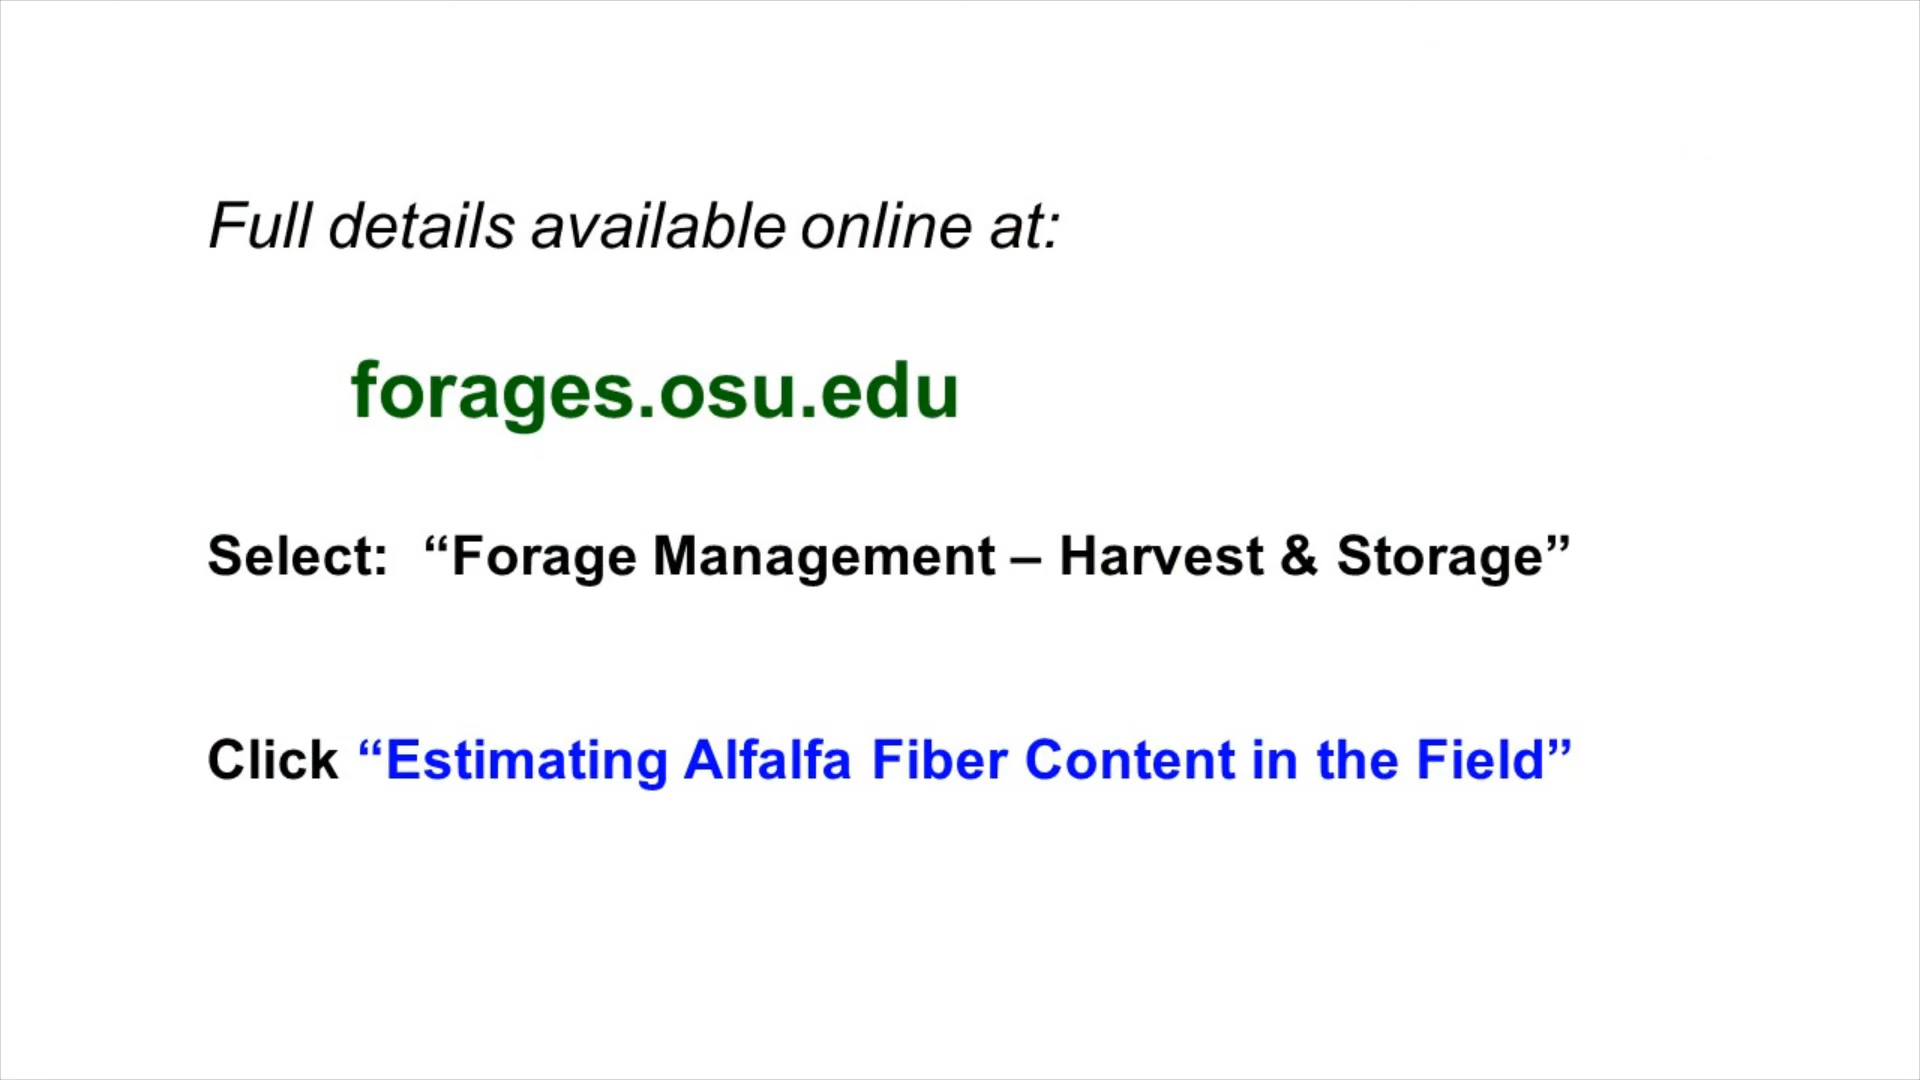 Full details available online at:
forages.osu.edu
Select: “Forage Management – Harvest & Storage”
Click “Estimating Alfalfa Fiber Content in the Field”